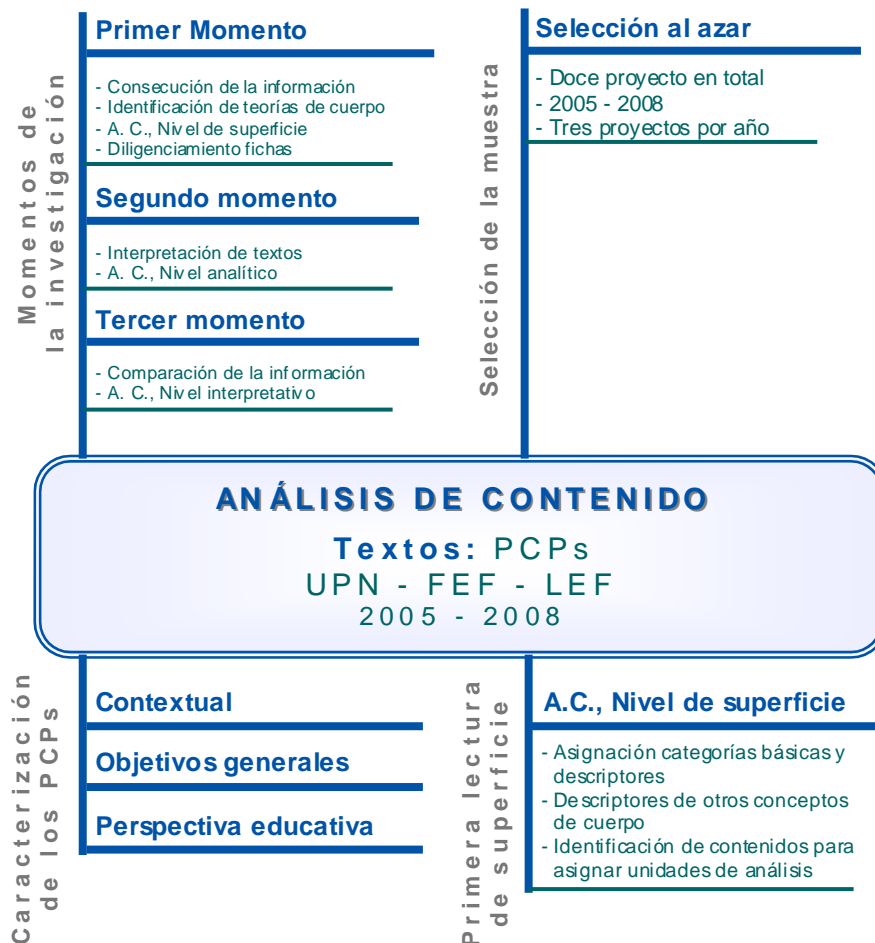 Momentos de
la investigación
Primer Momento
- Consecución de la información
- Identificación de teorías de cuerpo
- A. C., Nivel de superficie
- Diligenciamiento fichas
Segundo momento
- Interpretación de textos
- A. C., Nivel analítico
Tercer momento
- Comparación de la información
- A. C., Nivel interpretativo
Selección de la muestra
Selección al azar
- Doce proyecto en total
- 2005 - 2008
- Tres proyectos por año
ANÁLISIS DE CONTENIDO
Textos: PCPs
UPN - FEF - LEF
2005 - 2008
Caracterización
de los PCPs
Contextual
Objetivos generales
Perspectiva educativa
Primera lectura
de superficie
A.C., Nivel de superficie
- Asignación categorías básicas y
descriptores
- Descriptores de otros conceptos
de cuerpo
- Identificación de contenidos para
asignar unidades de análisis